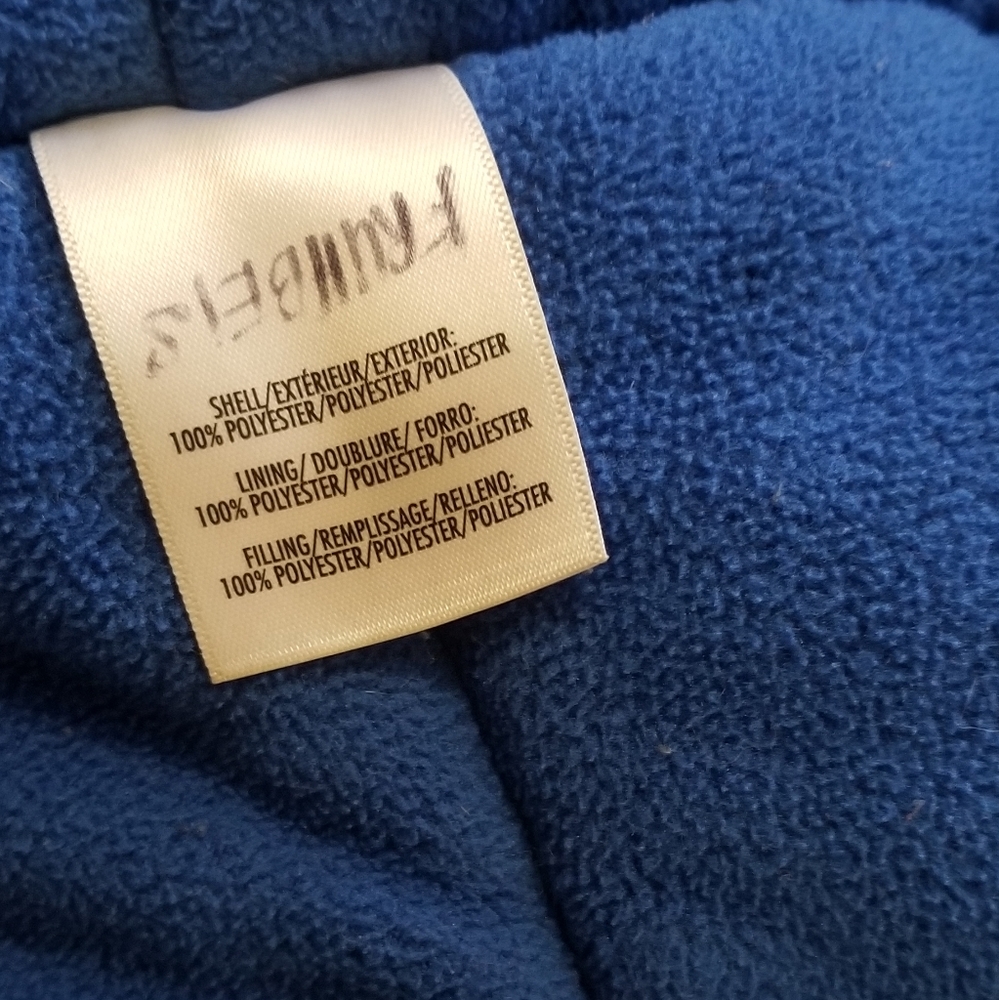 SHELL/EXTÉRIEUR/EXTERIOR:
100% POLYESTER/POLYESTER/POLIESTER
LINING/ DOUBLURE/ FORRO:
100% POLYESTER/POLYESTER/POLIESTER
FILLING/REMPLISSAGE/RELLENO:
100% POLYESTER/POLYESTER/POLIESTER